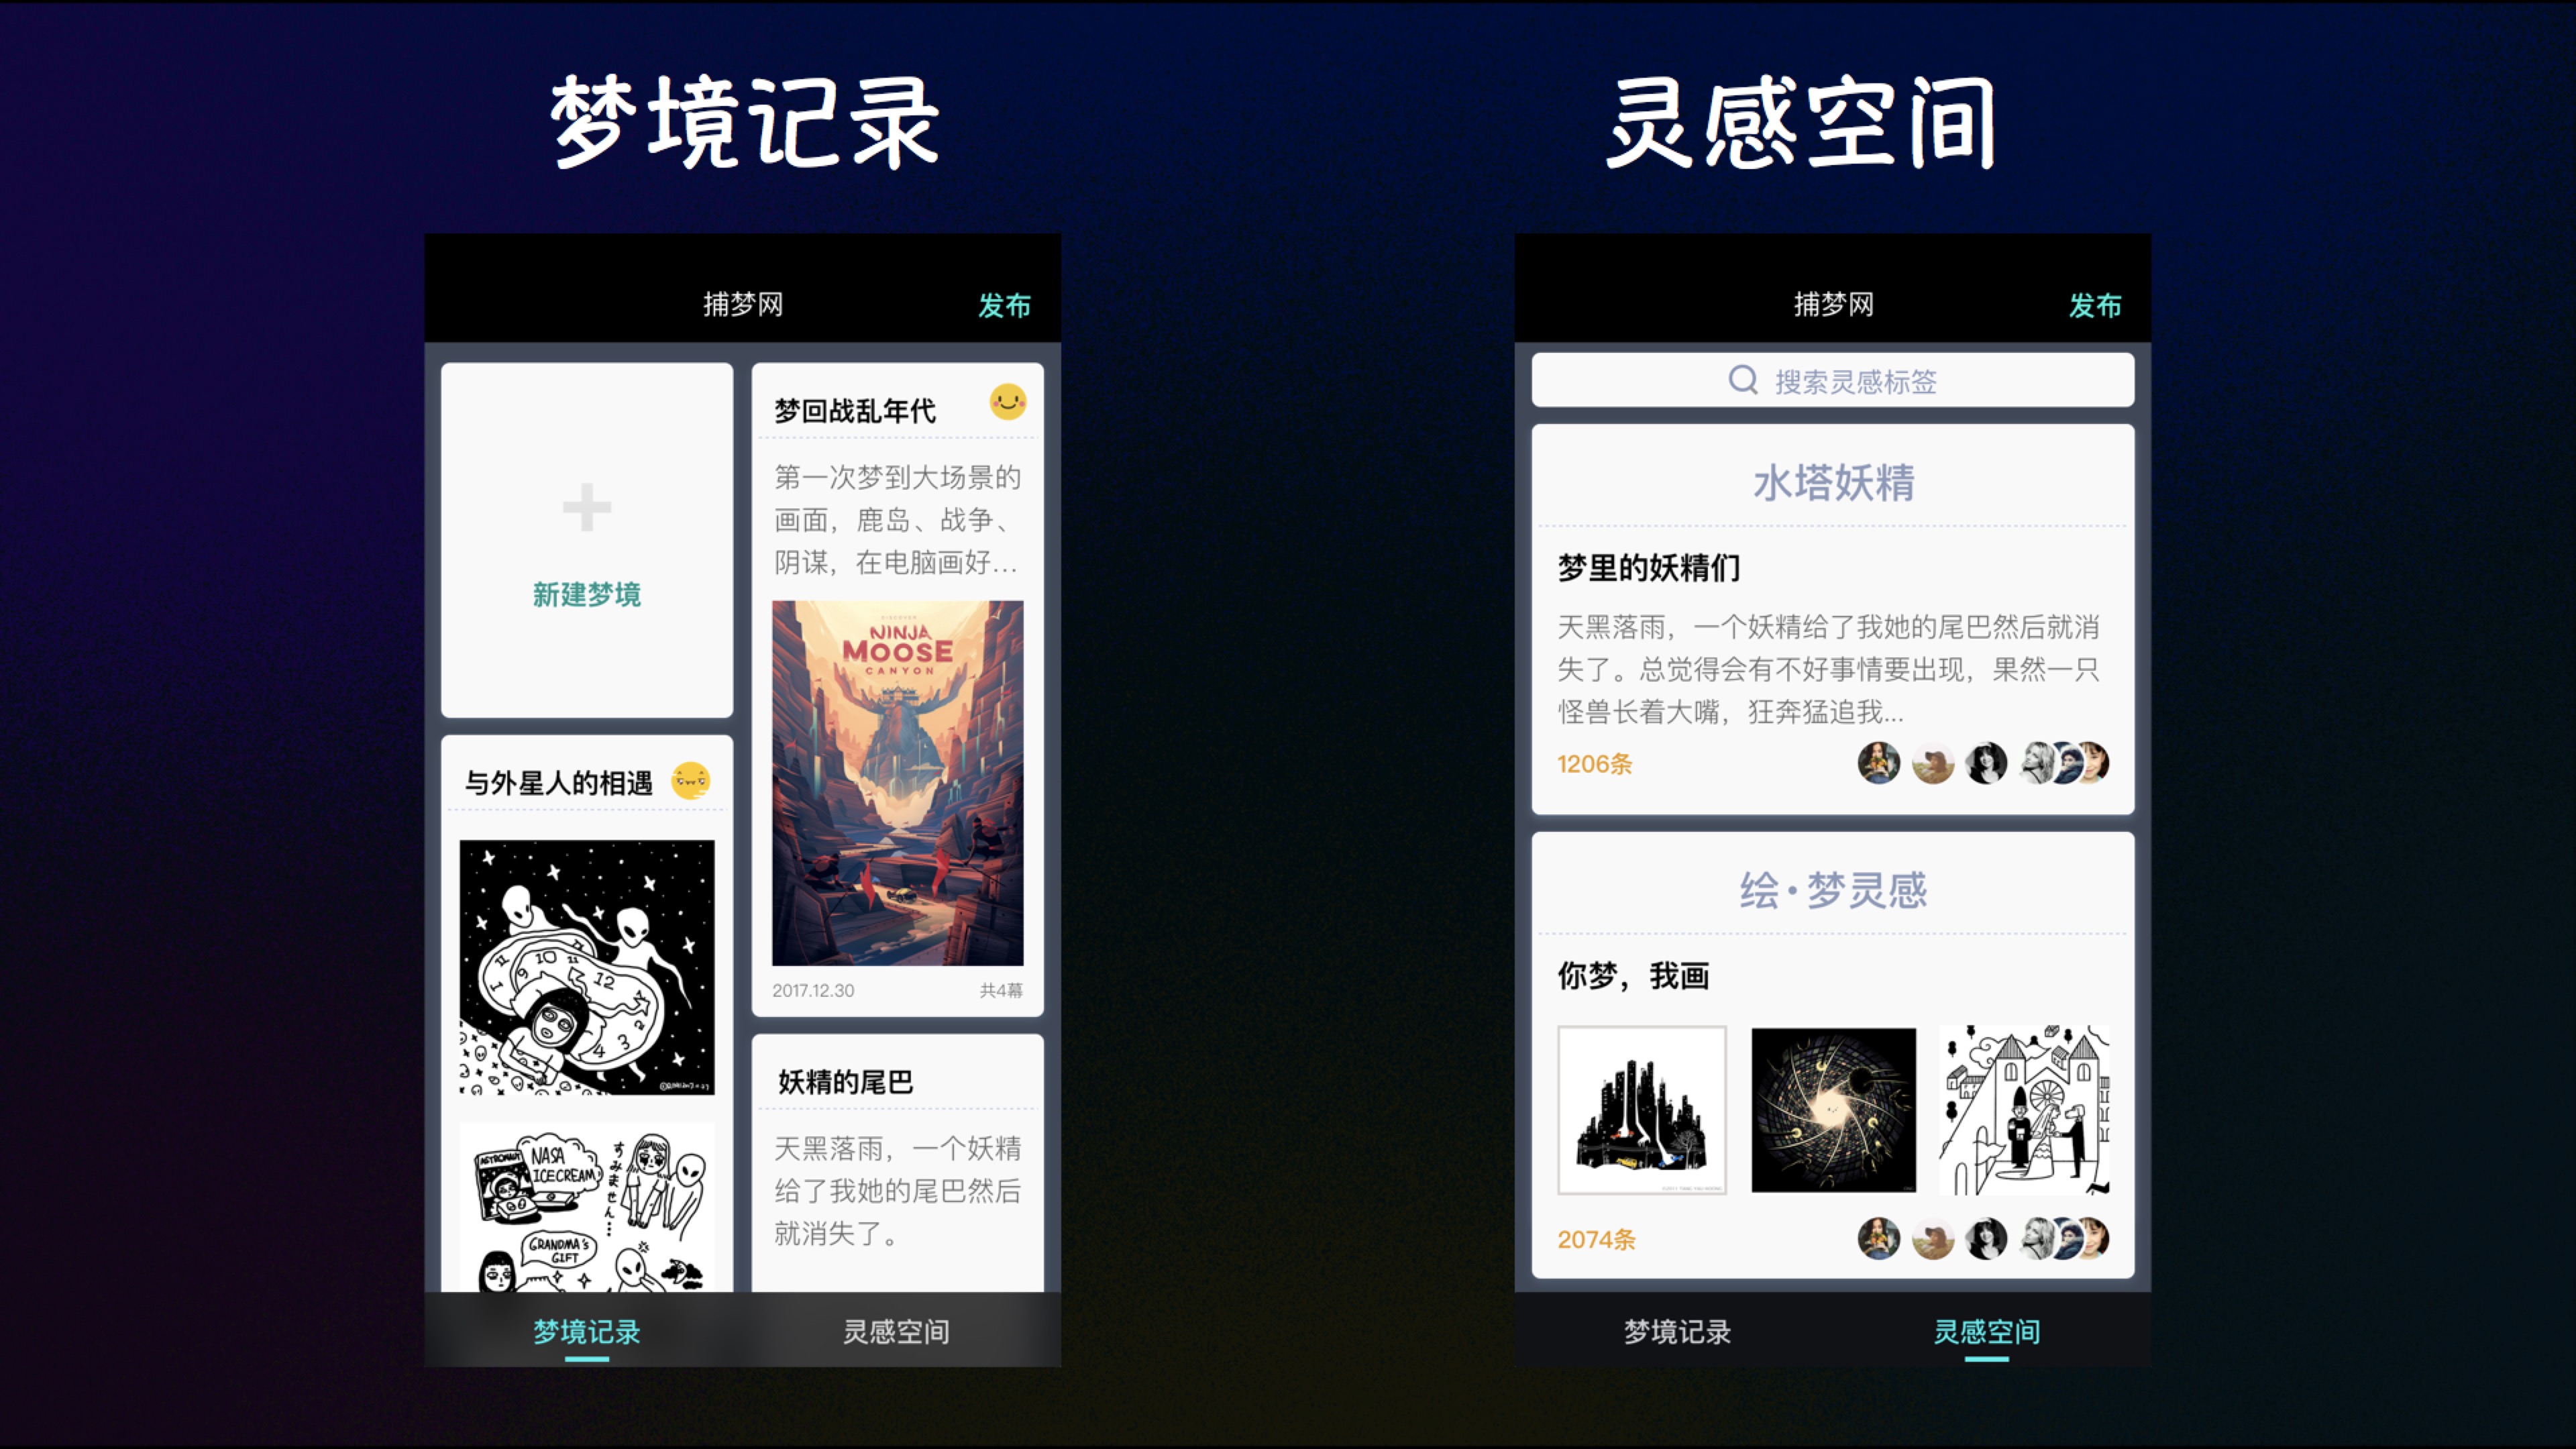 梦境记录
灵感空间
捕梦网
发布
新建梦境
与外星人的相遇
10
11
12
9
1
2
3
4
ASTRONAUT
NASA
ICECREAM
すみません…
GRANDMA'S
GIFT
梦回战乱年代
第一次梦到大场景的
画面，鹿岛、战争、
阴谋，在电脑画好...
DISCOVER
NINJA
MOOSE
CANYON
2017.12.30
共4幕
妖精的尾巴
天黑落雨，一个妖精
给了我她的尾巴然后
就消失了。
梦境记录
灵感空间
捕梦网
发布
搜索灵感标签
水塔妖精
梦里的妖精们
天黑落雨，一个妖精给了我她的尾巴然后就消
失了。总觉得会有不好事情要出现，果然一只
怪兽长着大嘴，狂奔猛追我...
1206条
绘·梦灵感
你梦，我画
2074条
梦境记录
灵感空间